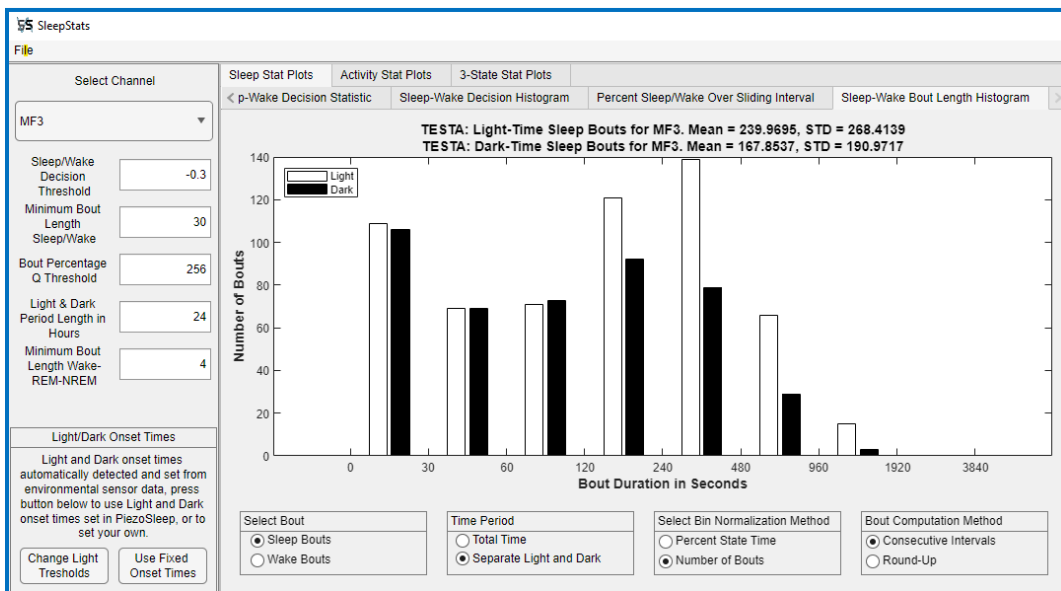 SleepStats
File
Select Channel
MF3
Sleep/Wake
Decision
Threshold
-0.3
Minimum Bout
Length
Sleep/Wake
30
Bout Percentage
Q Threshold
256
Light & Dark
Period Length in
Hours
24
Minimum Bout
Length Wake-
REM-NREM
4
Light/Dark Onset Times
Light and Dark onset times
automatically detected and set from
environmental sensor data, press
button below to use Light and Dark
onset times set in PiezoSleep, or to
set your own.
Change Light
Tresholds
Use Fixed
Onset Times
Sleep Stat Plots
Activity Stat Plots
3-State Stat Plots
p-Wake Decision Statistic
Sleep-Wake Decision Histogram
Percent Sleep/Wake Over Sliding Interval
Sleep-Wake Bout Length Histogram
TESTA: Light-Time Sleep Bouts for MF3. Mean = 239.9695, STD = 268.4139
TESTA: Dark-Time Sleep Bouts for MF3. Mean = 167.8537, STD = 190.9717
Light
Dark
Number of Bouts
140
120
100
80
60
40
20
0
0 30 60 120 240 480 960 1920 3840
Bout Duration in Seconds
Select Bout
Sleep Bouts
Wake Bouts
Time Period
Total Time
Separate Light and Dark
Select Bin Normalization Method
Percent State Time
Number of Bouts
Bout Computation Method
Consecutive Intervals
Round-Up